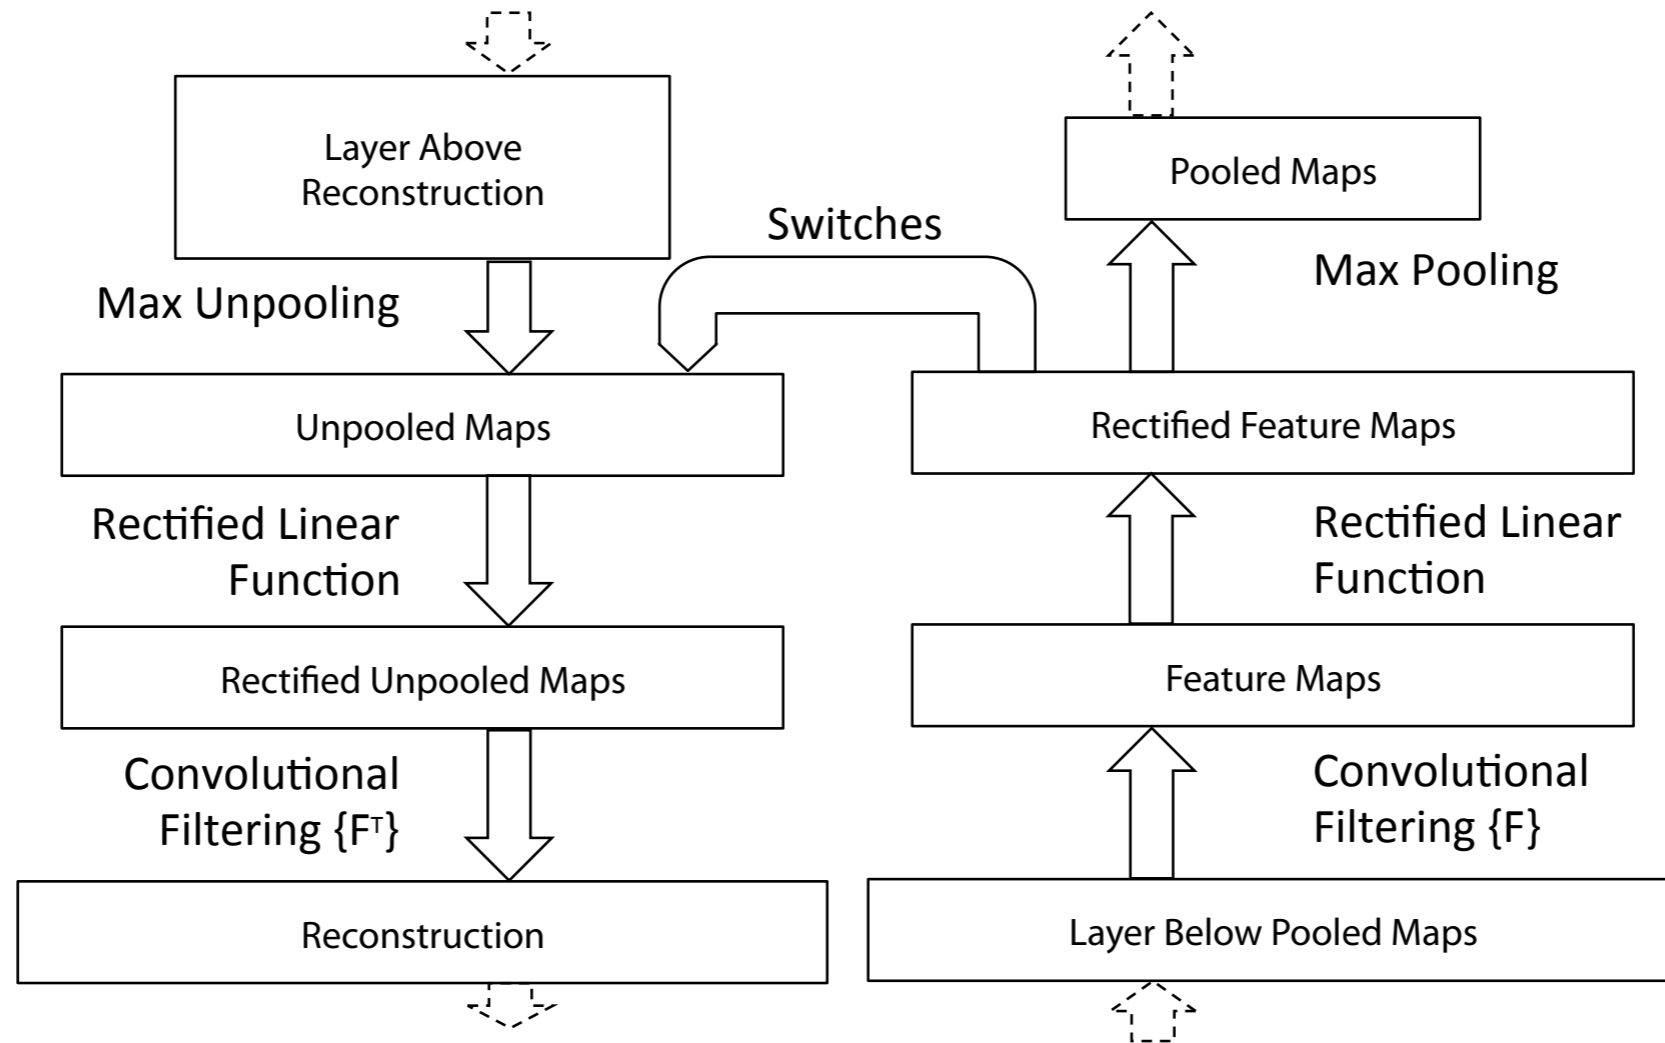 Layer Above
Reconstruction
Pooled Maps
Switches
Max Unpooling
Max Pooling
Unpooled Maps
Rectified Feature Maps
Rectified Linear
Function
Rectified Linear
Function
Rectified Unpooled Maps
Feature Maps
Convolutional
Filtering {Fᵀ}
Convolutional
Filtering {F}
Reconstruction
Layer Below Pooled Maps